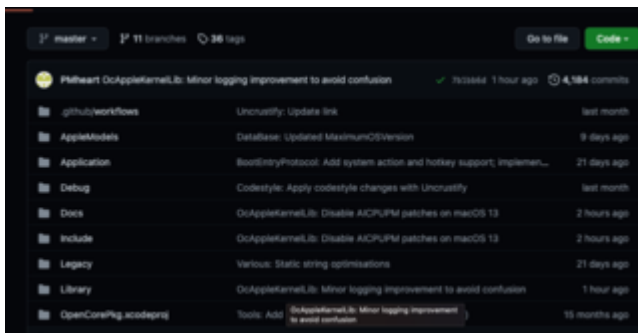 master 11 branches 36 tags Go to file Code
PMheart OcAppleKernelLib: Minor logging improvement to avoid confusion 1 hour ago 4,184 commits
.github/workflows Uncrustify: Update link last month
AppleModels DataBase: Updated MaximumOSVersion 9 days ago
Application BootEntryProtocol: Add system action and hotkey support; implemen... 21 days ago
Debug Codestyle: Apply codestyle changes with Uncrustify last month
Docs OcAppleKernelLib: Disable AICPUPM patches on macOS 13 2 hours ago
Include OcAppleKernelLib: Disable AICPUPM patches on macOS 13 2 hours ago
Legacy Various: Static string optimisations 21 days ago
Library OcAppleKernelLib: Minor logging improvement to avoid confusion 1 hour ago
OpenCorePkg.xcodeproj Tools: Add ) 15 months ago
OcAppleKernelLib: Minor logging improvement
to avoid confusion